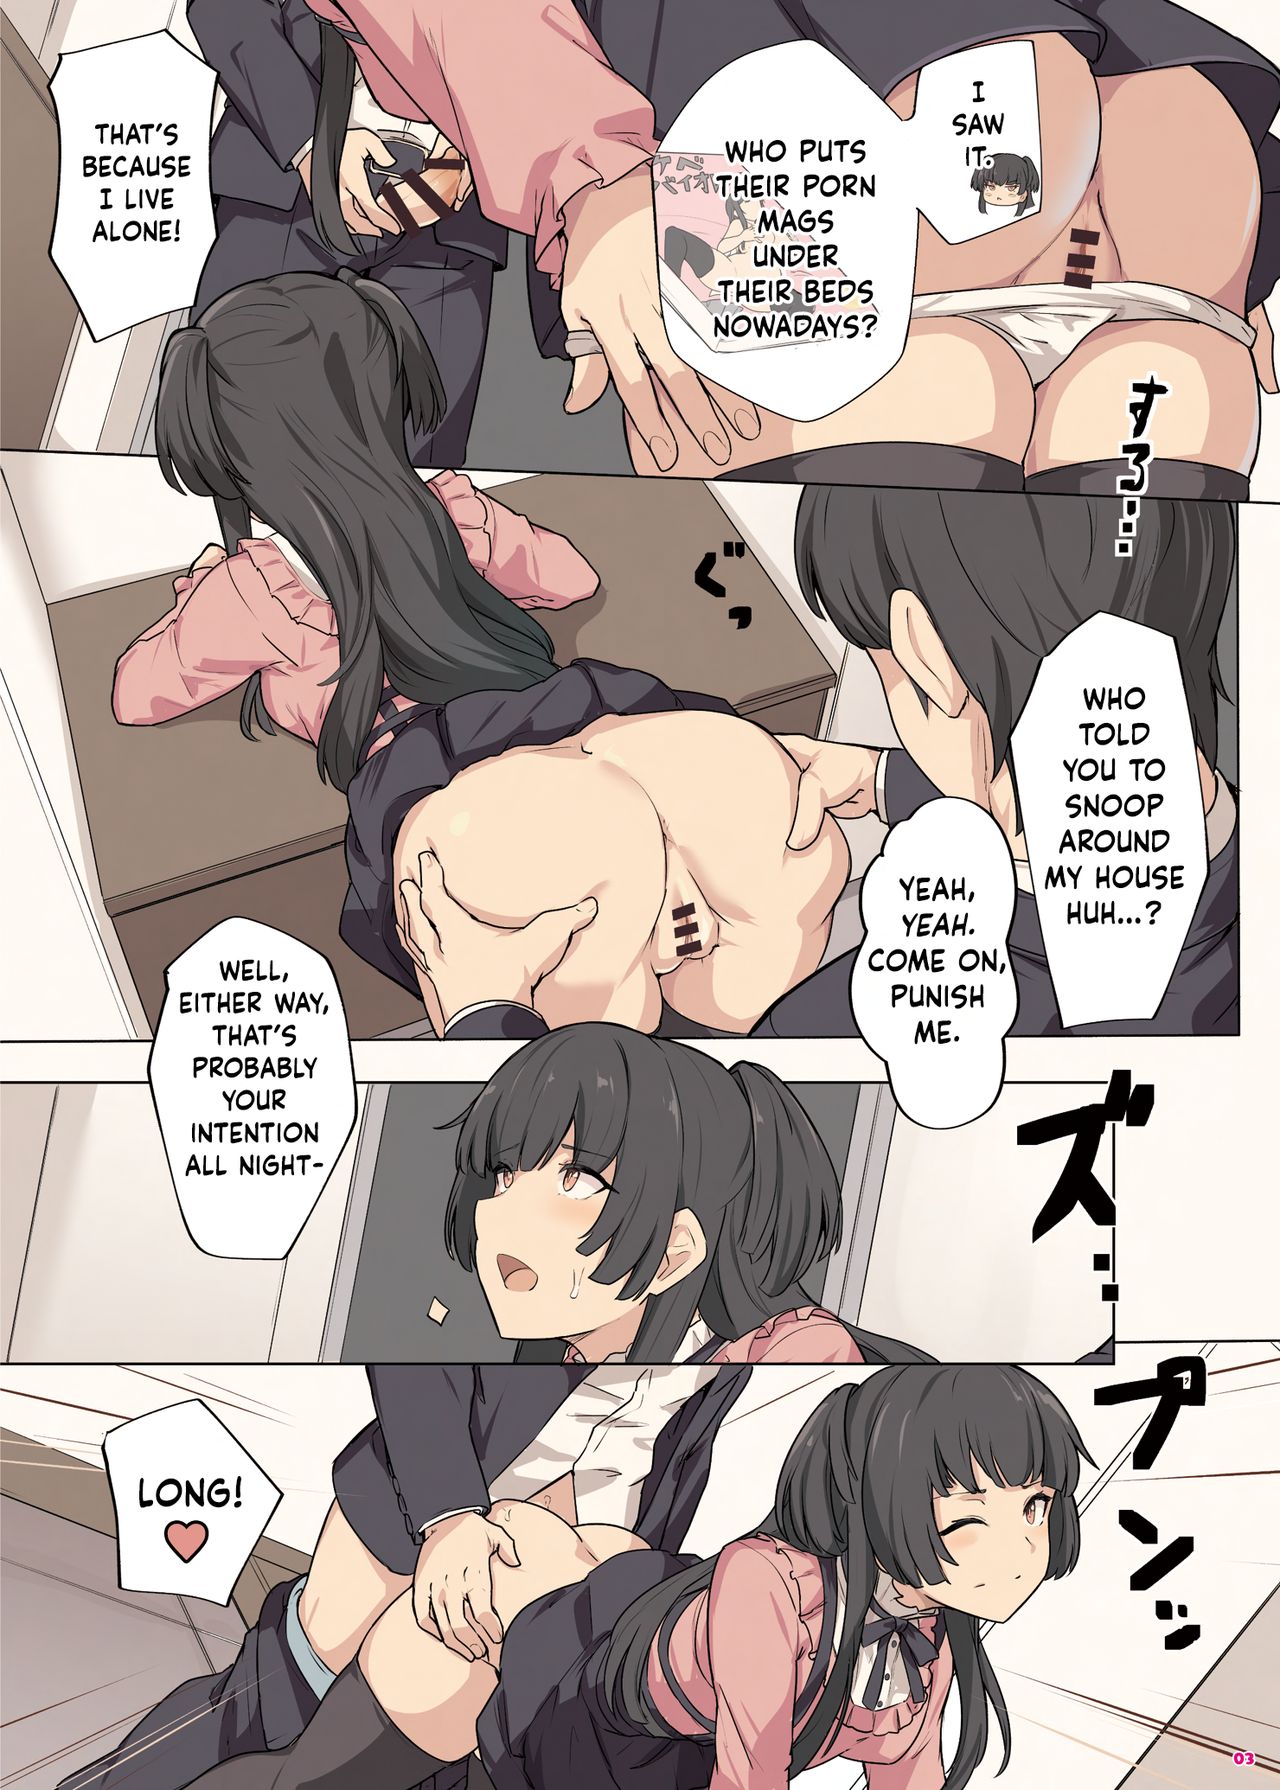 I
SAW
IT.
WHO PUTS
THEIR PORN
MAGS
UNDER
THEIR BEDS
NOWADAYS?
THAT'S
BECAUSE
I LIVE
ALONE!
する…
WHO
TOLD
YOU TO
SNOOP
AROUND
MY HOUSE
HUH...?
ぐっ
YEAH,
YEAH.
COME ON,
PUNISH
ME.
WELL,
EITHER WAY,
THAT'S
PROBABLY
YOUR
INTENTION
ALL NIGHT-
ズ…
プンッ
LONG!
♥
03